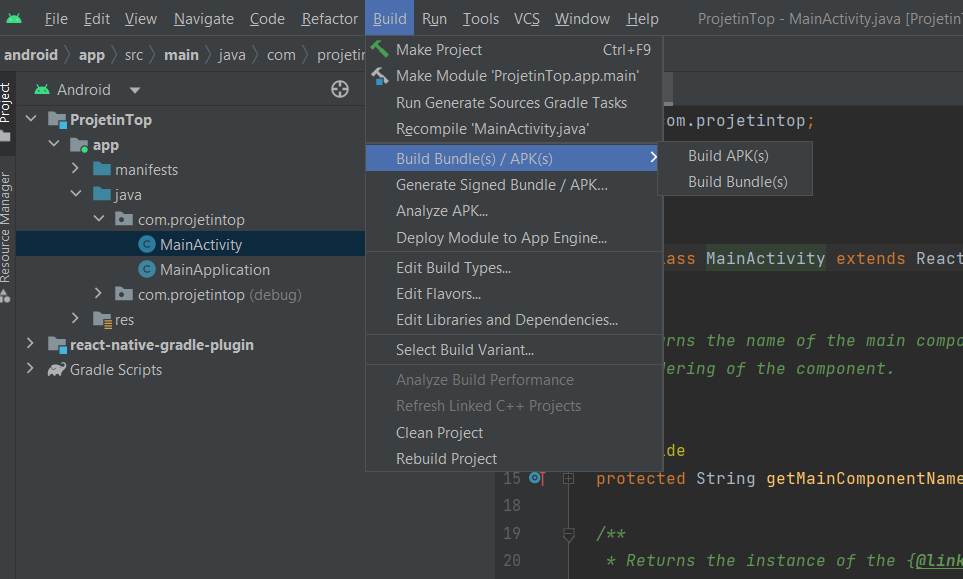 File Edit View Navigate Code Refactor Build Run Tools VCS Window Help ProjetinTop - MainActivity.java [Projetin
android app src main java com projetin
Project
Resource Manager
Android
ProjetinTop
app
manifests
java
com.projetintop
MainActivity
MainApplication
com.projetintop (debug)
res
react-native-gradle-plugin
Gradle Scripts
Make Project Ctrl+F9
Make Module 'ProjetinTop.app.main'
Run Generate Sources Gradle Tasks
Recompile 'MainActivity.java'
Build Bundle(s) / APK(s)
Generate Signed Bundle / APK...
Analyze APK...
Deploy Module to App Engine...
Edit Build Types...
Edit Flavors...
Edit Libraries and Dependencies...
Select Build Variant...
Analyze Build Performance
Refresh Linked C++ Projects
Clean Project
Rebuild Project
Build APK(s)
Build Bundle(s)
om.projetintop;
ass MainActivity extends React
rns the name of the main compo
dering of the component.
de
15 protected String getMainComponentName
18
19 /**
20 * Returns the instance of the {@link